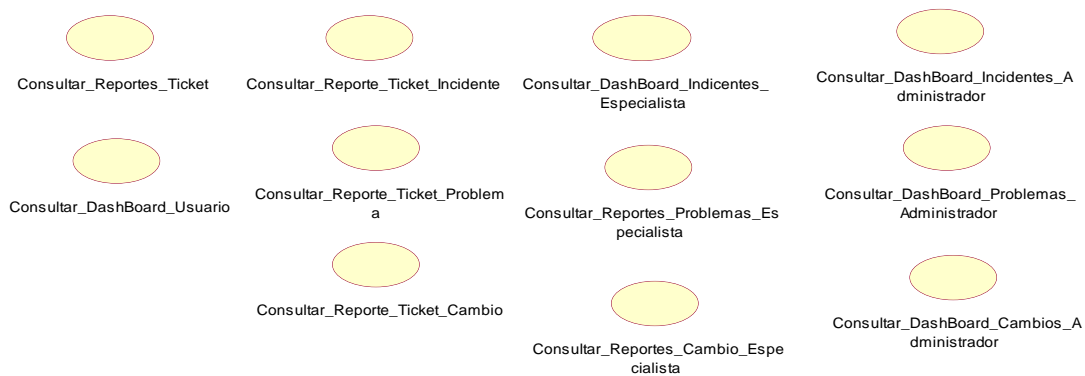 Consultar_Reportes_Ticket
Consultar_Reporte_Ticket_Incidente
Consultar_DashBoard_Indicentes_
Especialista
Consultar_DashBoard_Incidentes_A
dministrador
Consultar_DashBoard_Usuario
Consultar_Reporte_Ticket_Problem
a
Consultar_Reportes_Problemas_Es
pecialista
Consultar_DashBoard_Problemas_
Administrador
Consultar_Reporte_Ticket_Cambio
Consultar_Reportes_Cambio_Espe
cialista
Consultar_DashBoard_Cambios_A
dministrador